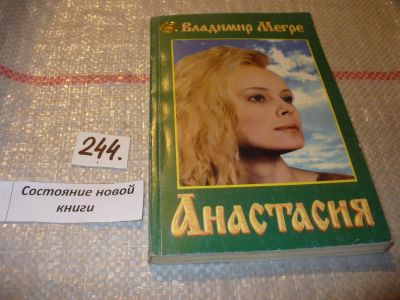 Владимир Мегре
Анастасия
244.
Состояние новой
книги